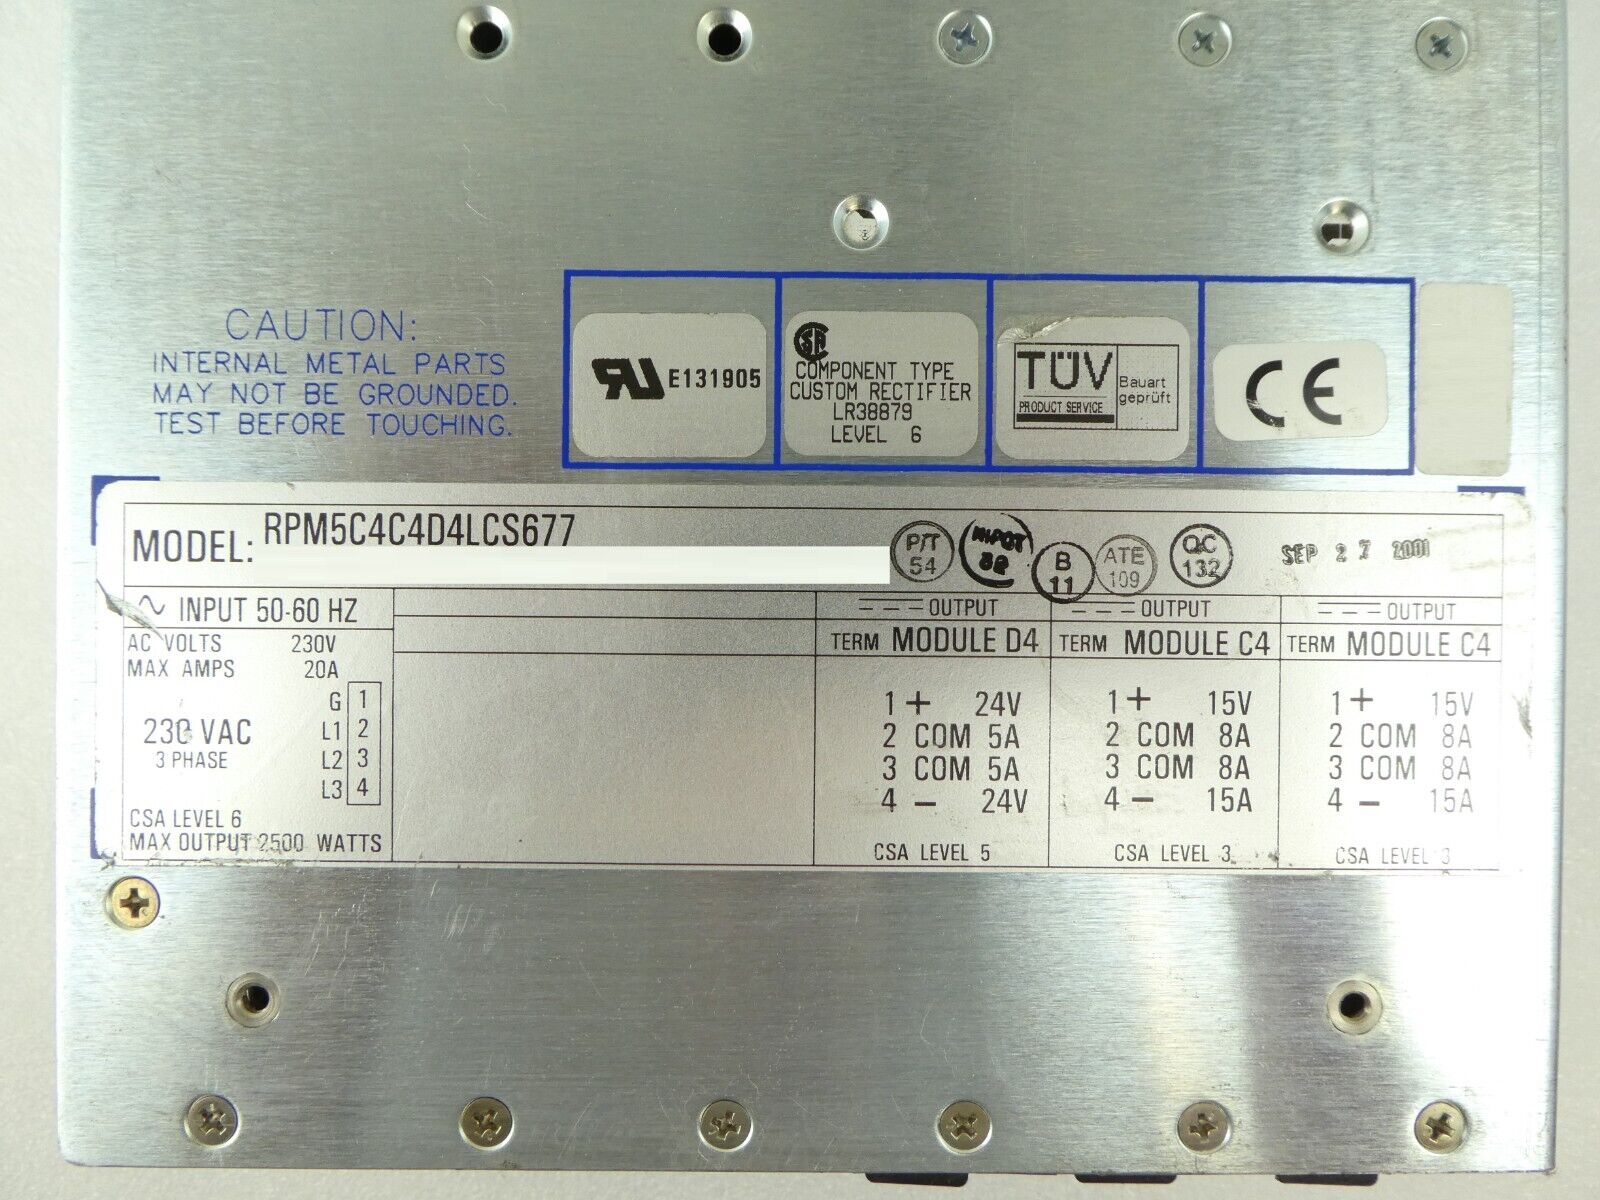 CAUTION:
INTERNAL METAL PARTS
MAY NOT BE GROUNDED.
TEST BEFORE TOUCHING.
E131905
COMPONENT TYPE
CUSTOM RECTIFIER
LR38879
LEVEL 6
TÜV
PRODUCT SERVICE
Bauart
geprüft
CE
MODEL: RPM5C4C4D4LCS677
P/T
54
HIPOT
B
11
ATE
109
QC
132
SEP 27 2001
INPUT 50-60 HZ
AC VOLTS 230V
MAX AMPS 20A
G 1
L1 2
L2 3
L3 4
230 VAC
3 PHASE
CSA LEVEL 6
MAX OUTPUT 2500 WATTS
OUTPUT
TERM MODULE D4
1 + 24V
2 COM 5A
3 COM 5A
4 - 24V
CSA LEVEL 5
OUTPUT
TERM MODULE C4
1 + 15V
2 COM 8A
3 COM 8A
4 - 15A
CSA LEVEL 3
OUTPUT
TERM MODULE C4
1 + 15V
2 COM 8A
3 COM 8A
4 - 15A
CSA LEVEL 3